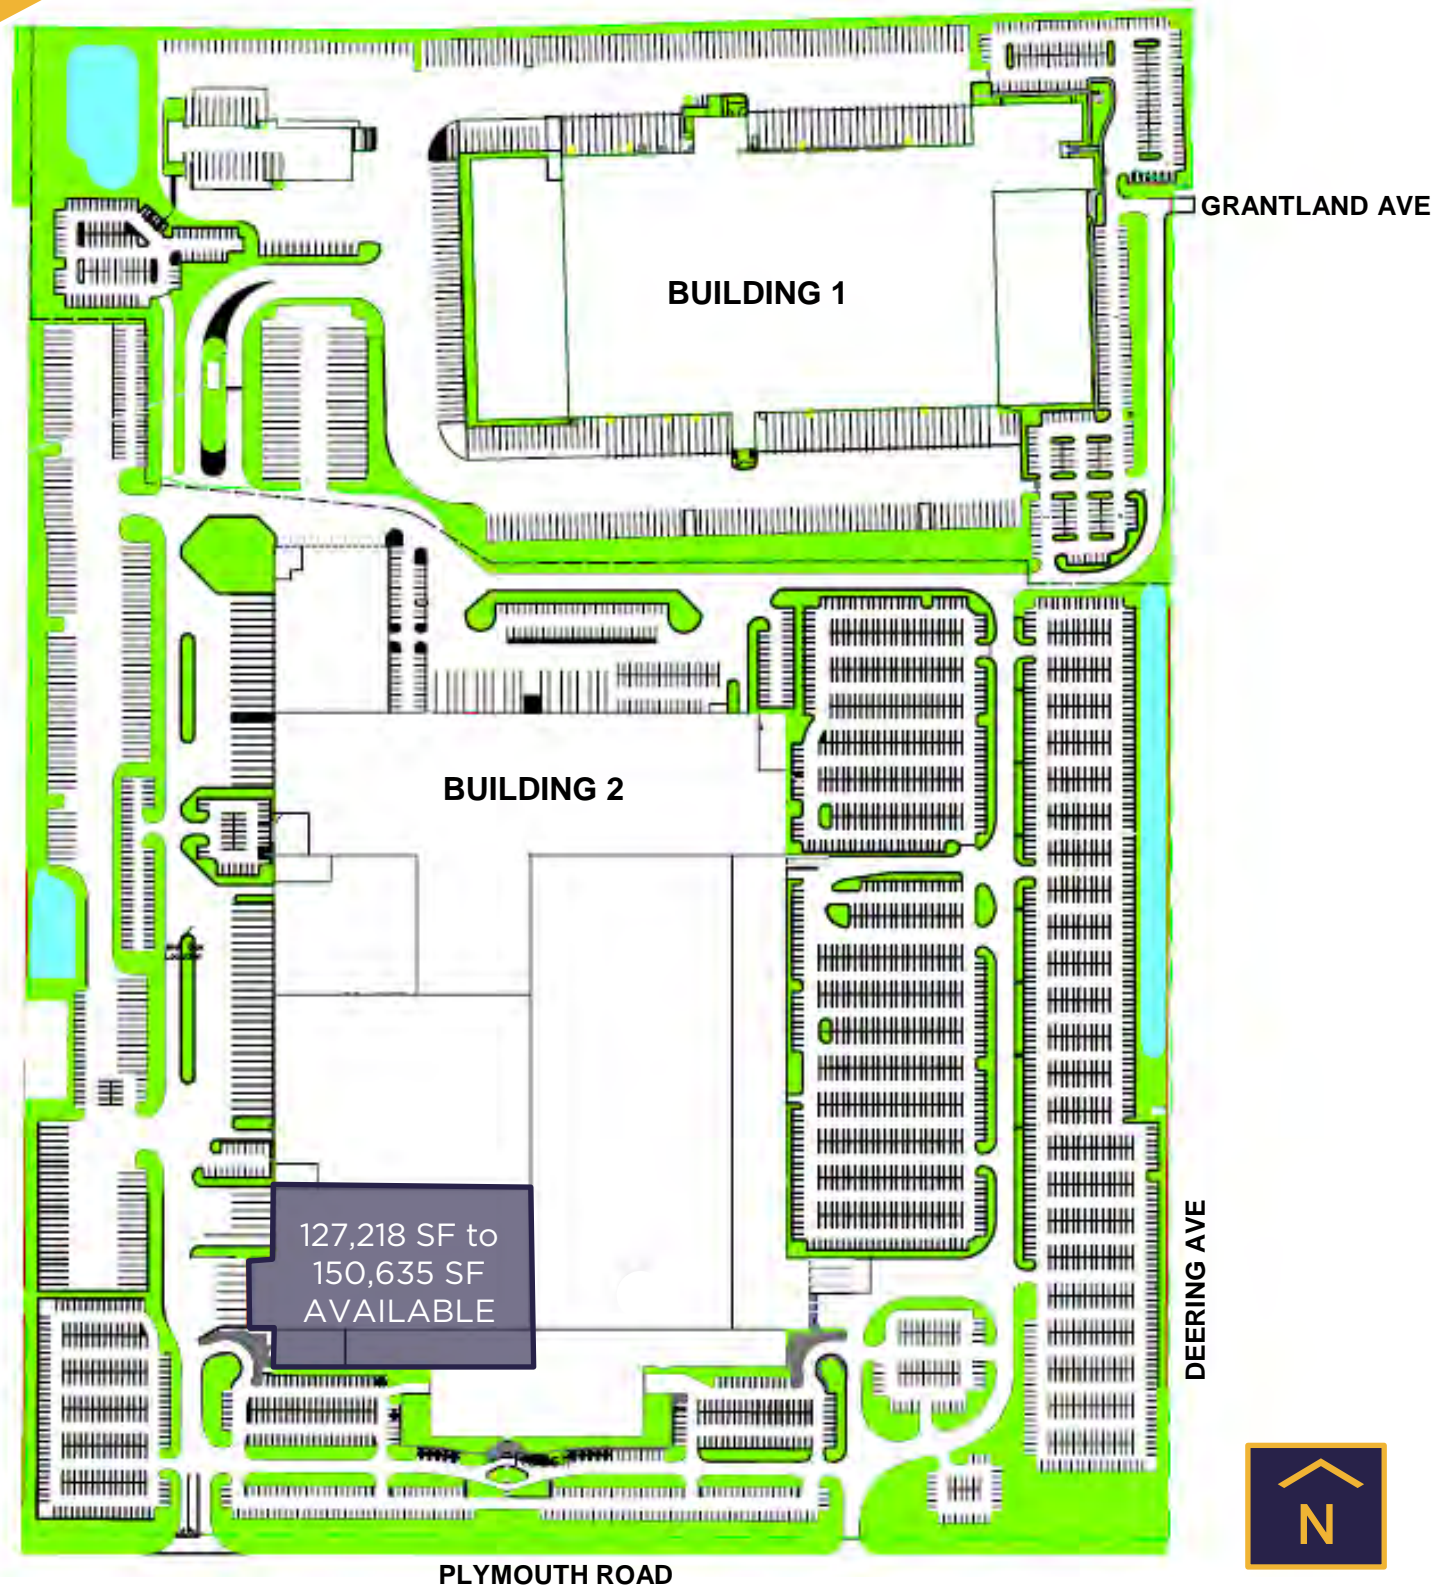 GRANTLAND AVE
BUILDING 1
BUILDING 2
127,218 SF to
150,635 SF
AVAILABLE
DEERING AVE
N
PLYMOUTH ROAD